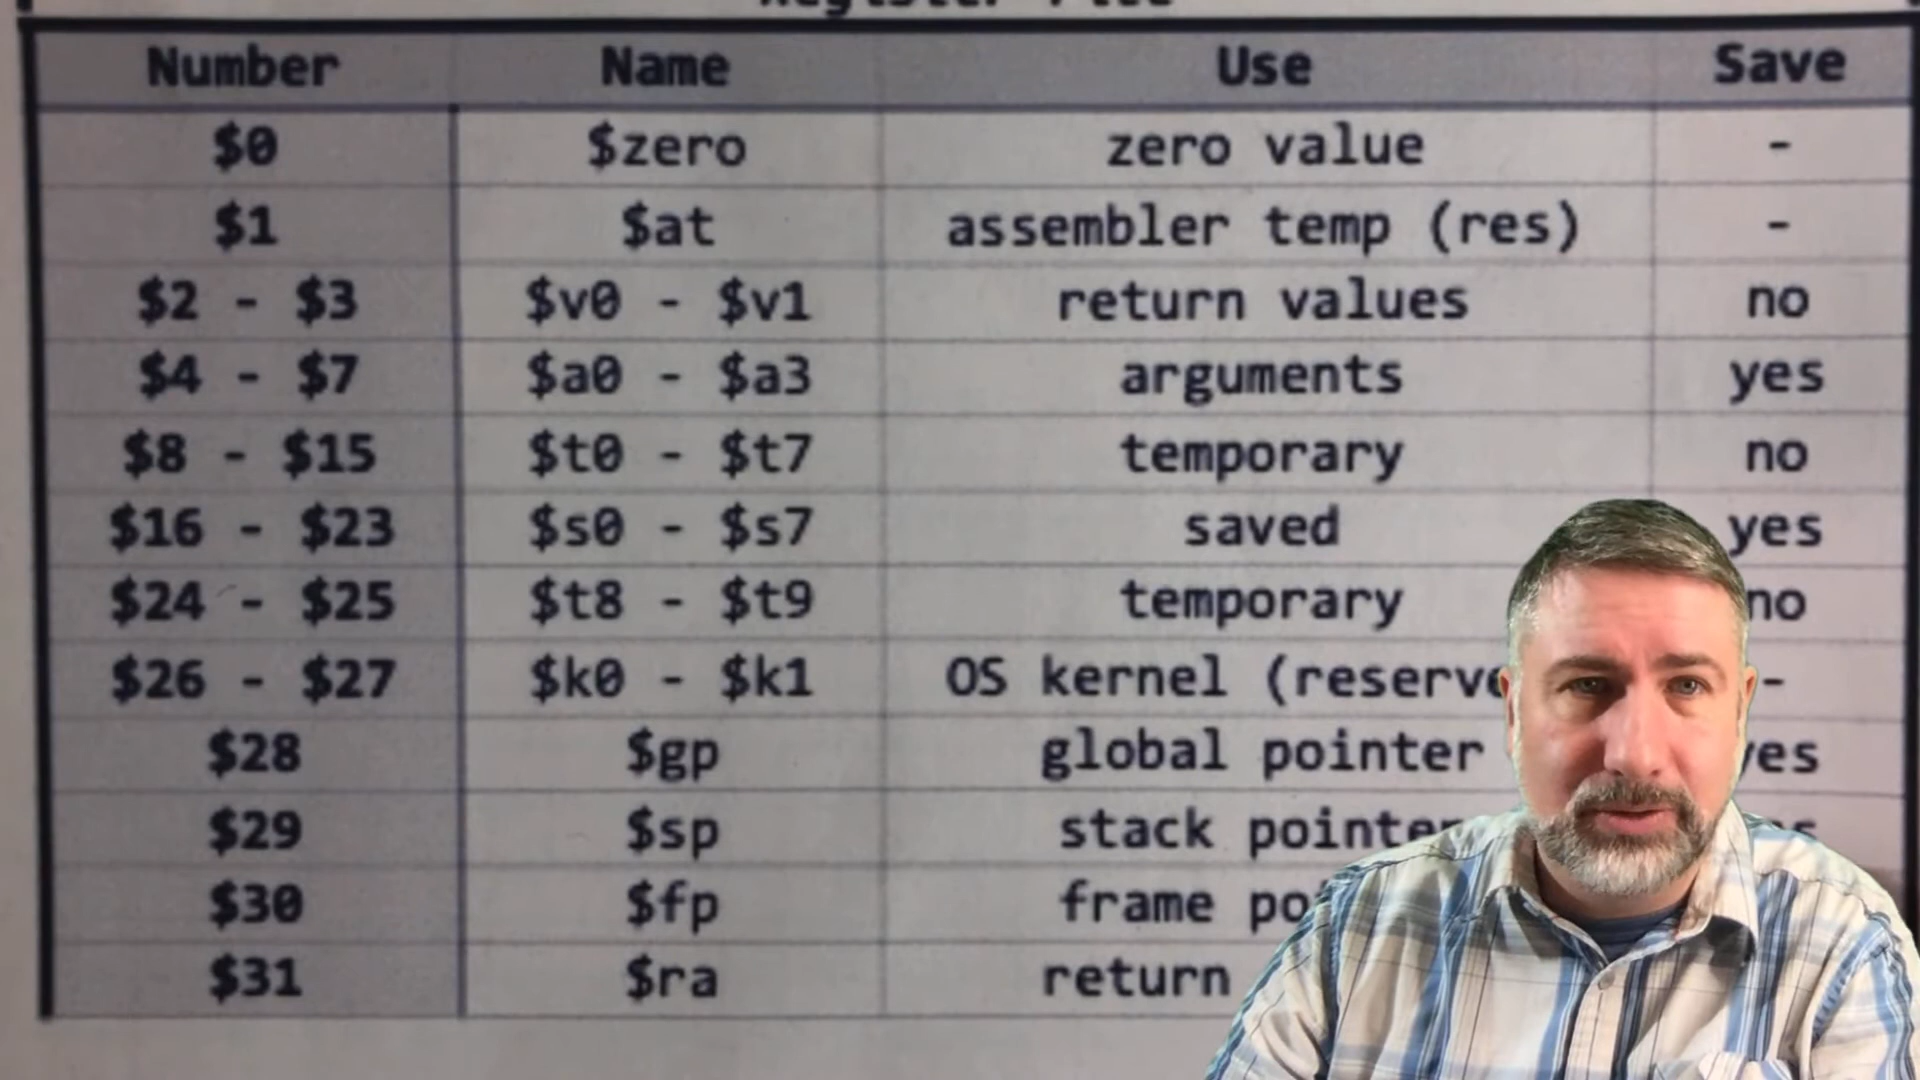 Register File
Number Name Use Save
$0 $zero zero value -
$1 $at assembler temp (res) -
$2 - $3 $v0 - $v1 return values no
$4 - $7 $a0 - $a3 arguments yes
$8 - $15 $t0 - $t7 temporary no
$16 - $23 $s0 - $s7 saved yes
$24 - $25 $t8 - $t9 temporary no
$26 - $27 $k0 - $k1 OS kernel -
$28 $gp global pointer yes
$29 $sp stack
$30 $fp frame
$31 $ra return